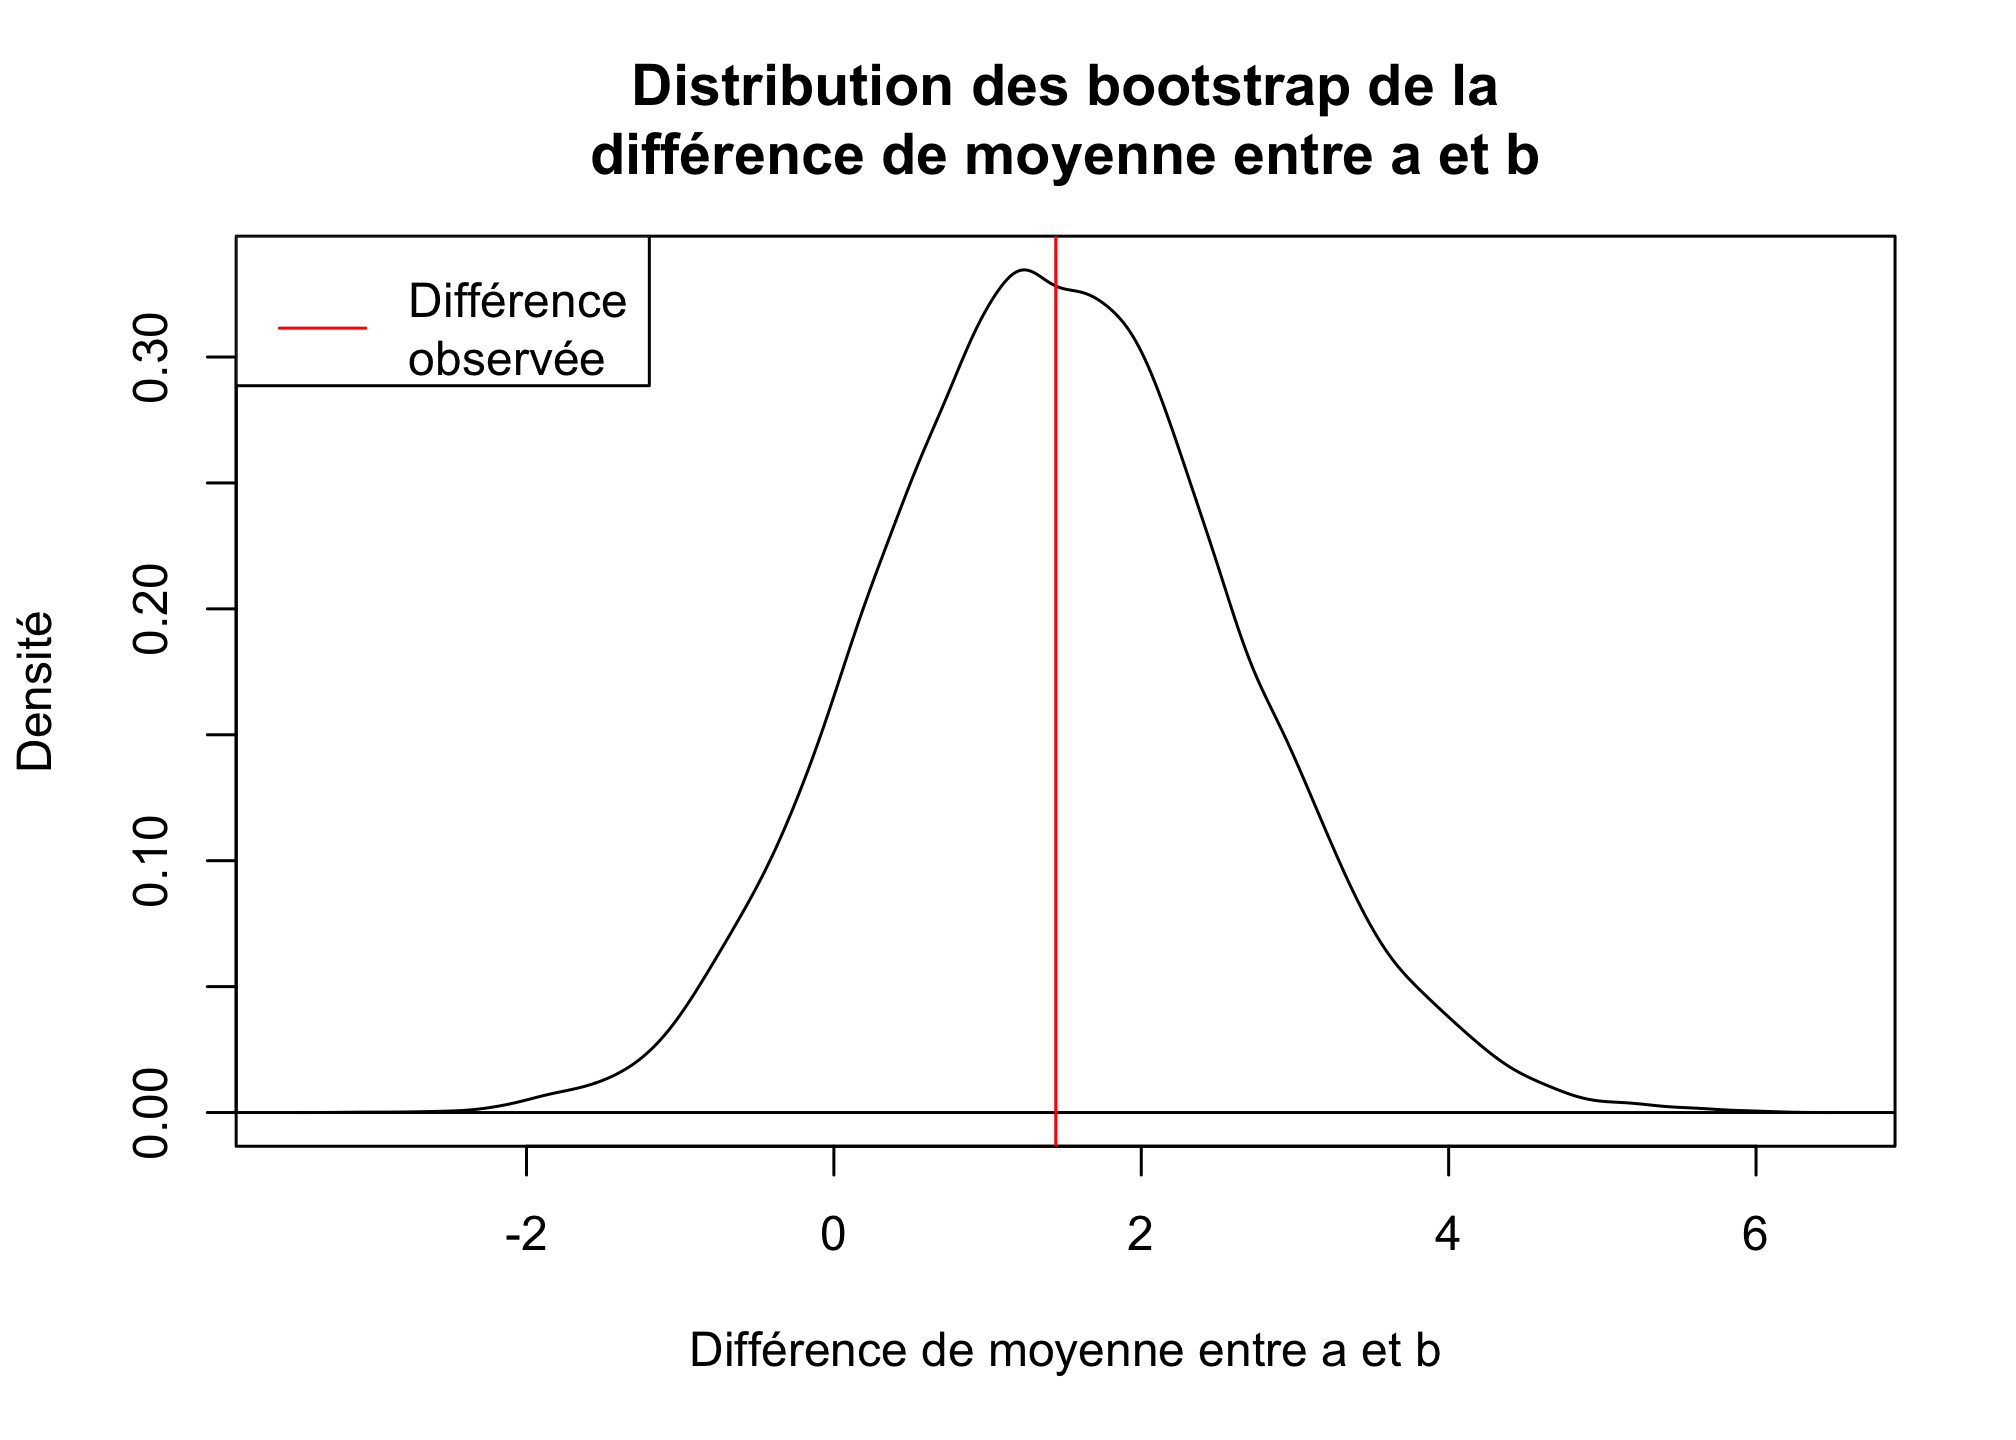 Distribution des bootstrap de la
différence de moyenne entre a et b
Différence
observée
Densité
0.30
0.20
0.10
0.00
-2
0
2
4
6
Différence de moyenne entre a et b